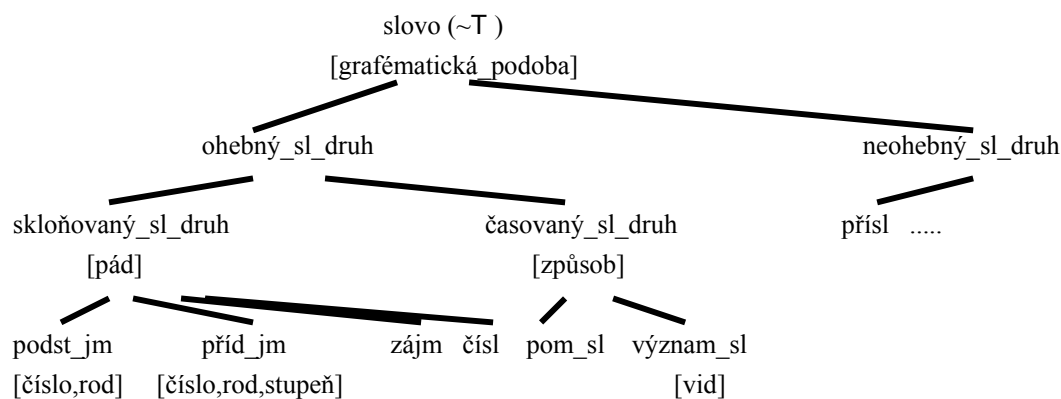 slovo (~T )
[grafématická_podoba]
ohebný_sl_druh neohebný_sl_druh
skloňovaný_sl_druh časovaný_sl_druh přísl .....
[pád] [způsob]
podst_jm příd_jm zájm čísl pom_sl význam_sl
[číslo,rod] [číslo,rod,stupeň] [vid]